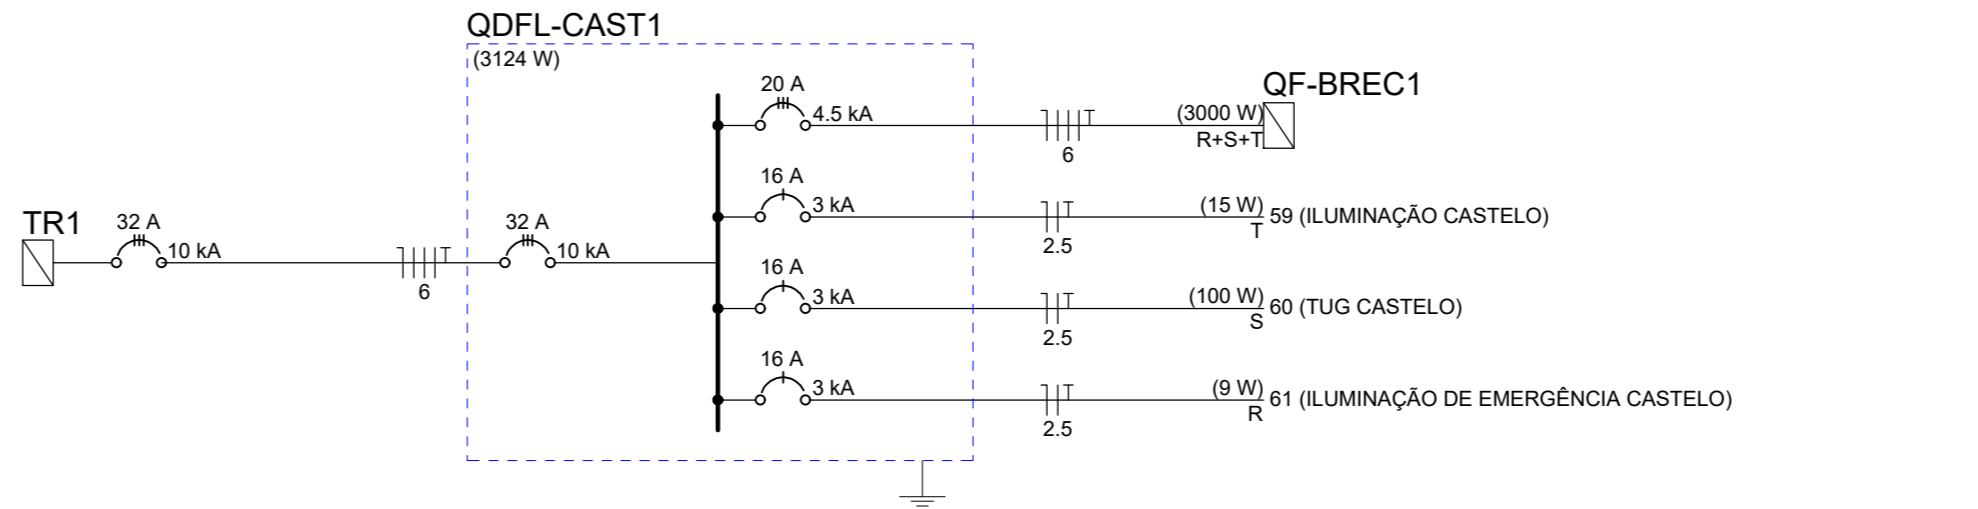 QDFL-CAST1
(3124 W)
20 A
4.5 kA
T
6
(3000 W)
R+S+T
QF-BREC1
16 A
3 kA
T
2.5
(15 W)
T
59 (ILUMINAÇÃO CASTELO)
TR1
32 A
10 kA
T
6
32 A
10 kA
16 A
3 kA
T
2.5
(100 W)
S
60 (TUG CASTELO)
16 A
3 kA
T
2.5
(9 W)
R
61 (ILUMINAÇÃO DE EMERGÊNCIA CASTELO)